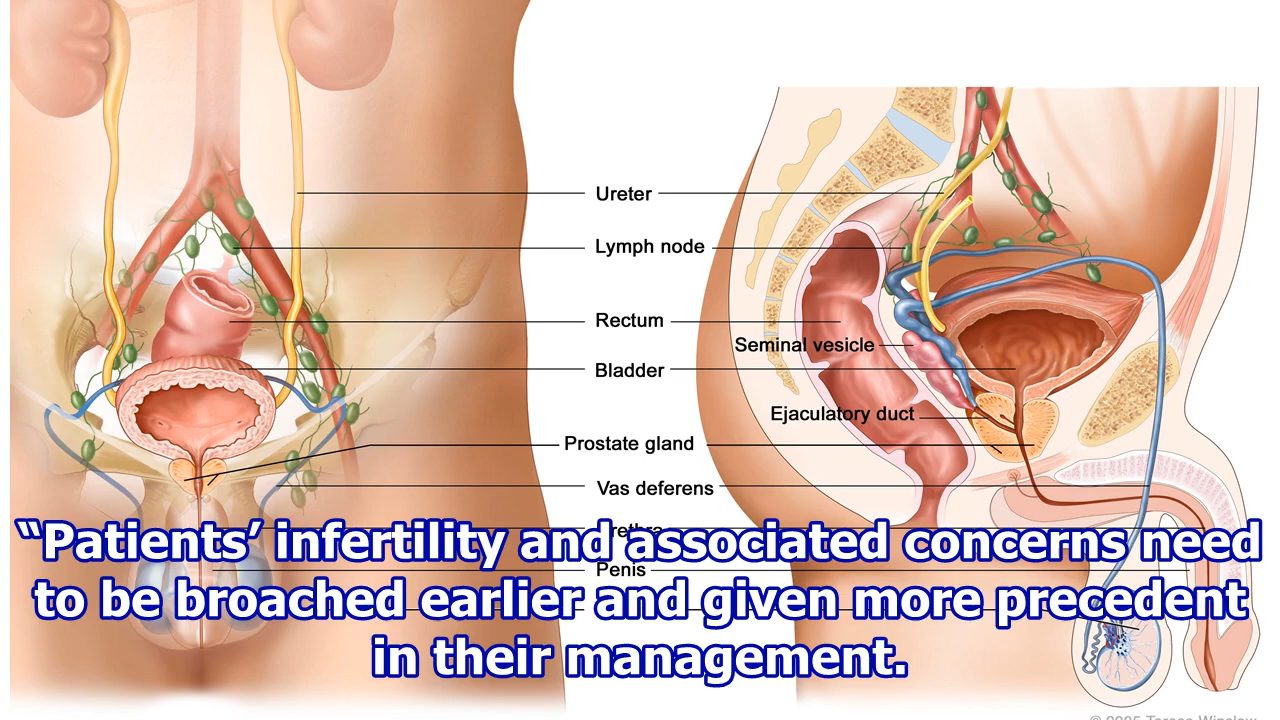 Ureter
Lymph node
Rectum
Seminal vesicle
Bladder
Ejaculatory duct
Prostate gland
Vas deferens
“Patients’ infertility and associated concerns need
Penis
to be broached earlier and given more precedent
in their management.